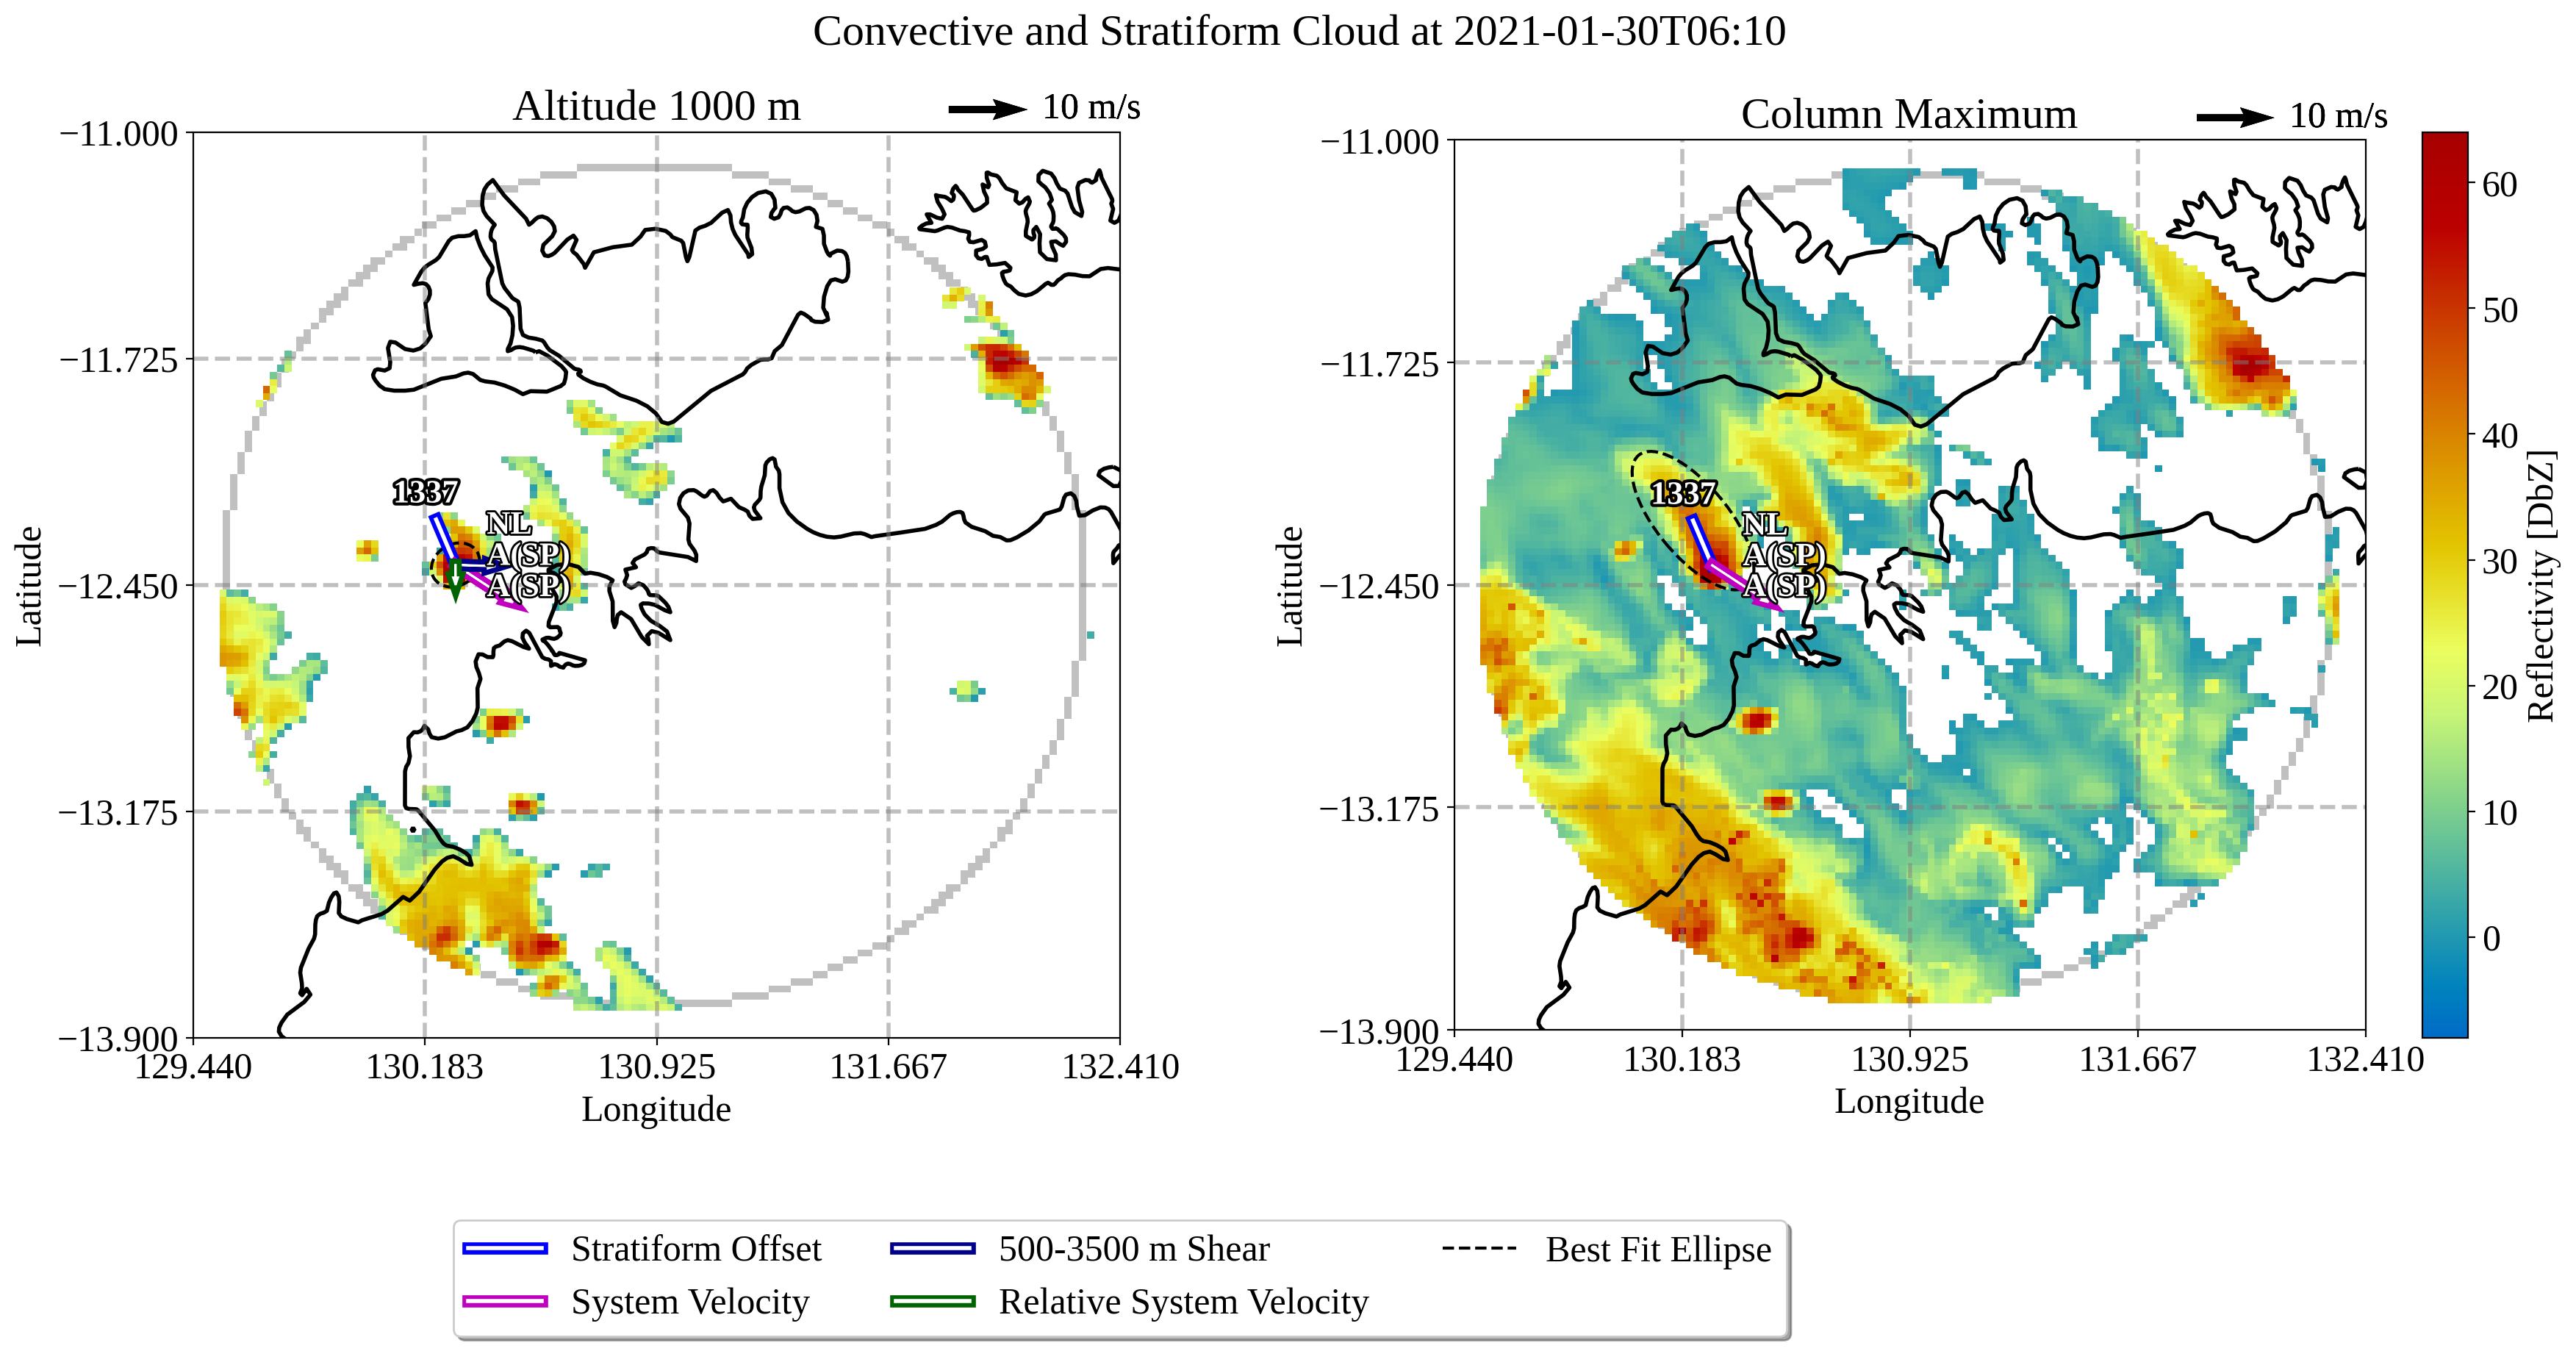 Convective and Stratiform Cloud at 2021-01-30T06:10
Altitude 1000 m
10 m/s
−11.000
−11.725
−12.450
−13.175
−13.900
Latitude
129.440
130.183
130.925
131.667
132.410
Longitude
1337
NL
A(SP)
A(SP)
Column Maximum
10 m/s
−11.000
−11.725
−12.450
−13.175
−13.900
Latitude
129.440
130.183
130.925
131.667
132.410
Longitude
1337
NL
A(SP)
A(SP)
60
50
40
30
20
10
0
Reflectivity [DbZ]
Stratiform Offset
500-3500 m Shear
Best Fit Ellipse
System Velocity
Relative System Velocity